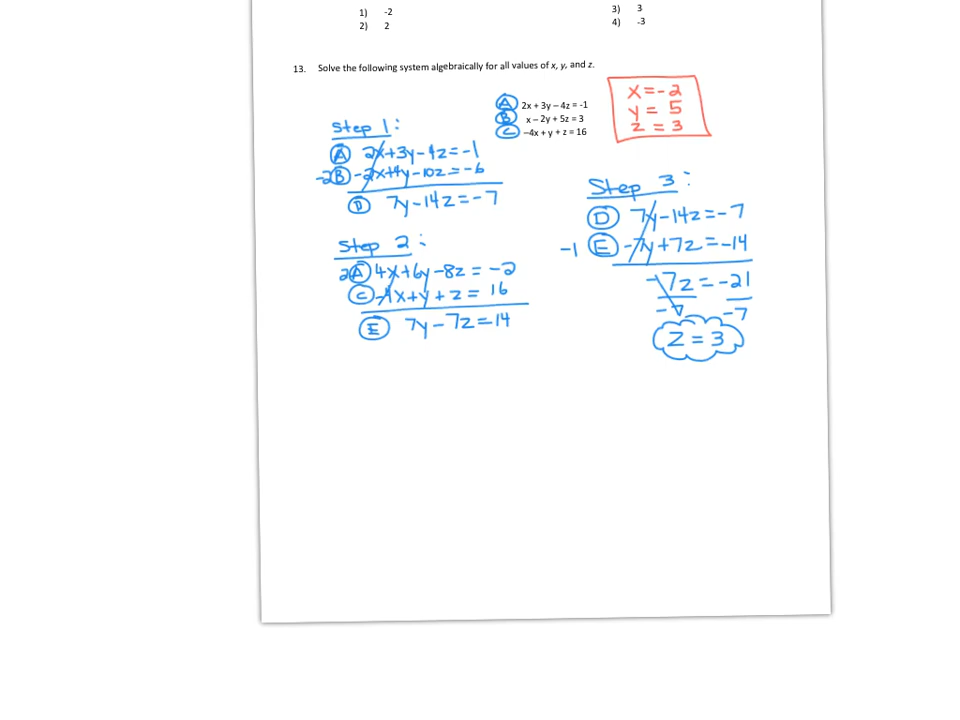 1) -2
3) 3
2) 2
4) -3
13. Solve the following system algebraically for all values of x, y, and z.
A 2x + 3y – 4z = -1
B x – 2y + 5z = 3
C –4x + y + z = 16
x = -2
y = 5
z = 3
Step 1:
A 2x+3y-4z=-1
-2B -2x+4y-10z=-6
D 7y-14z=-7
Step 2:
2A 4x+6y-8z=-2
C -4x+y+z=16
E 7y-7z=14
Step 3:
D 7y-14z=-7
-1 E -7y+7z=-14
-7z=-21
-7 -7
z=3